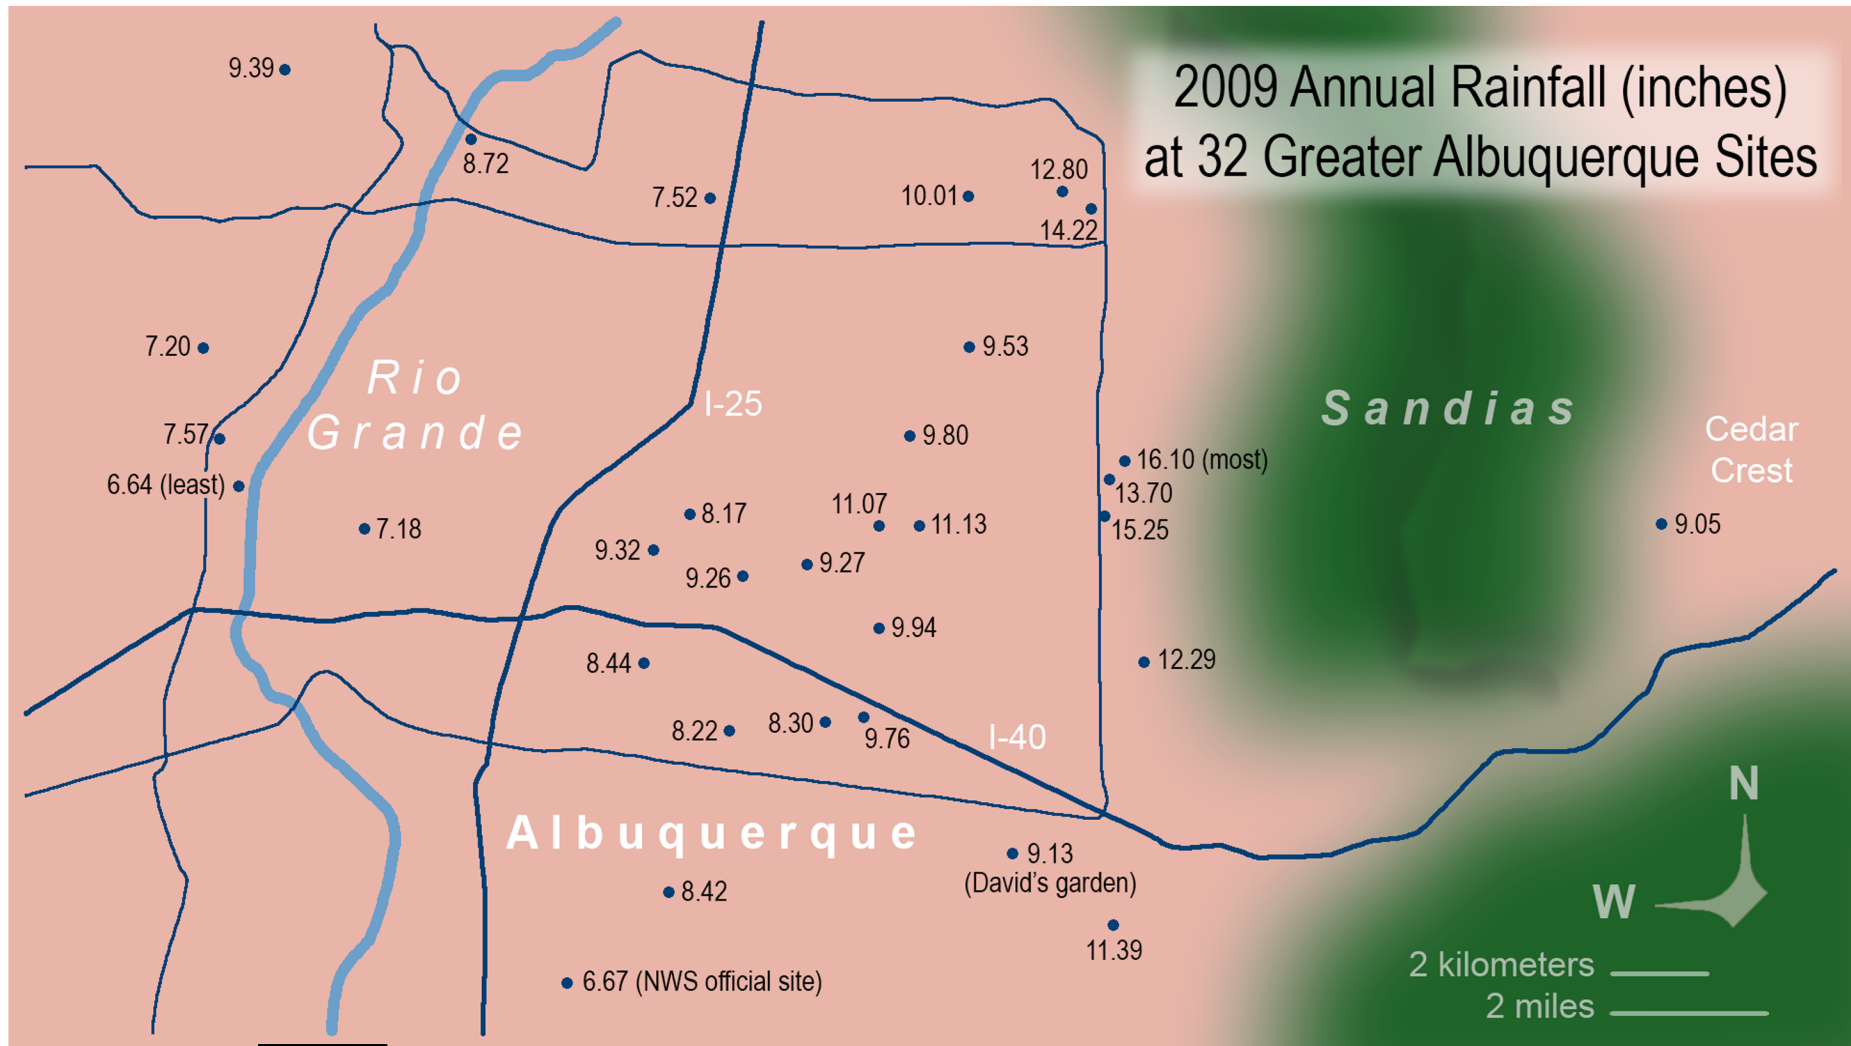 2009 Annual Rainfall (inches)
at 32 Greater Albuquerque Sites
9.39
8.72
7.52
10.01
12.80
14.22
7.20
9.53
Rio
Grande
I-25
Sandias
Cedar
Crest
7.57
9.80
6.64 (least)
16.10 (most)
13.70
15.25
7.18
8.17
11.07
11.13
9.05
9.32
9.26
9.27
9.94
8.44
12.29
8.22
8.30
9.76
I-40
Albuquerque
9.13
(David's garden)
8.42
11.39
6.67 (NWS official site)
N
W
2 kilometers
2 miles